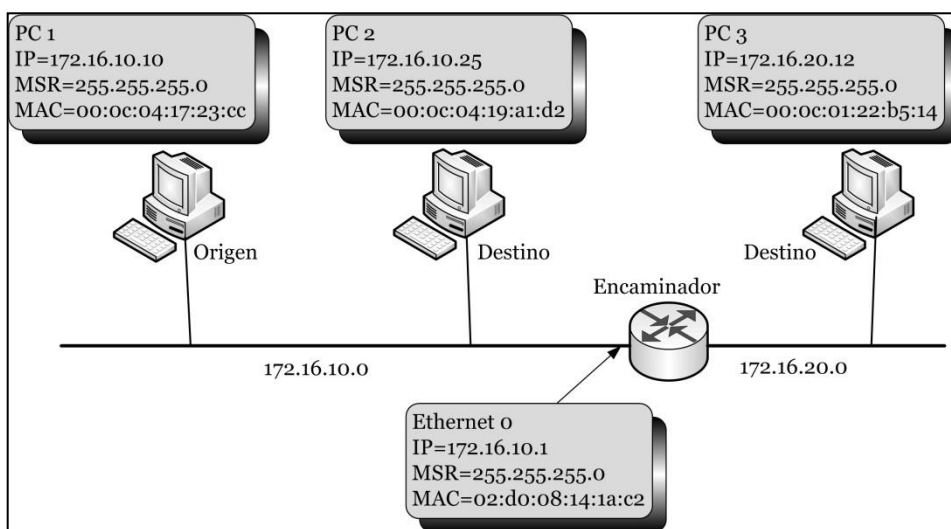 PC 1
IP=172.16.10.10
MSR=255.255.255.0
MAC=00:0c:04:17:23:cc
PC 2
IP=172.16.10.25
MSR=255.255.255.0
MAC=00:0c:04:19:a1:d2
PC 3
IP=172.16.20.12
MSR=255.255.255.0
MAC=00:0c:01:22:b5:14
Origen
Destino
Destino
Encaminador
172.16.10.0
172.16.20.0
Ethernet 0
IP=172.16.10.1
MSR=255.255.255.0
MAC=02:d0:08:14:1a:c2